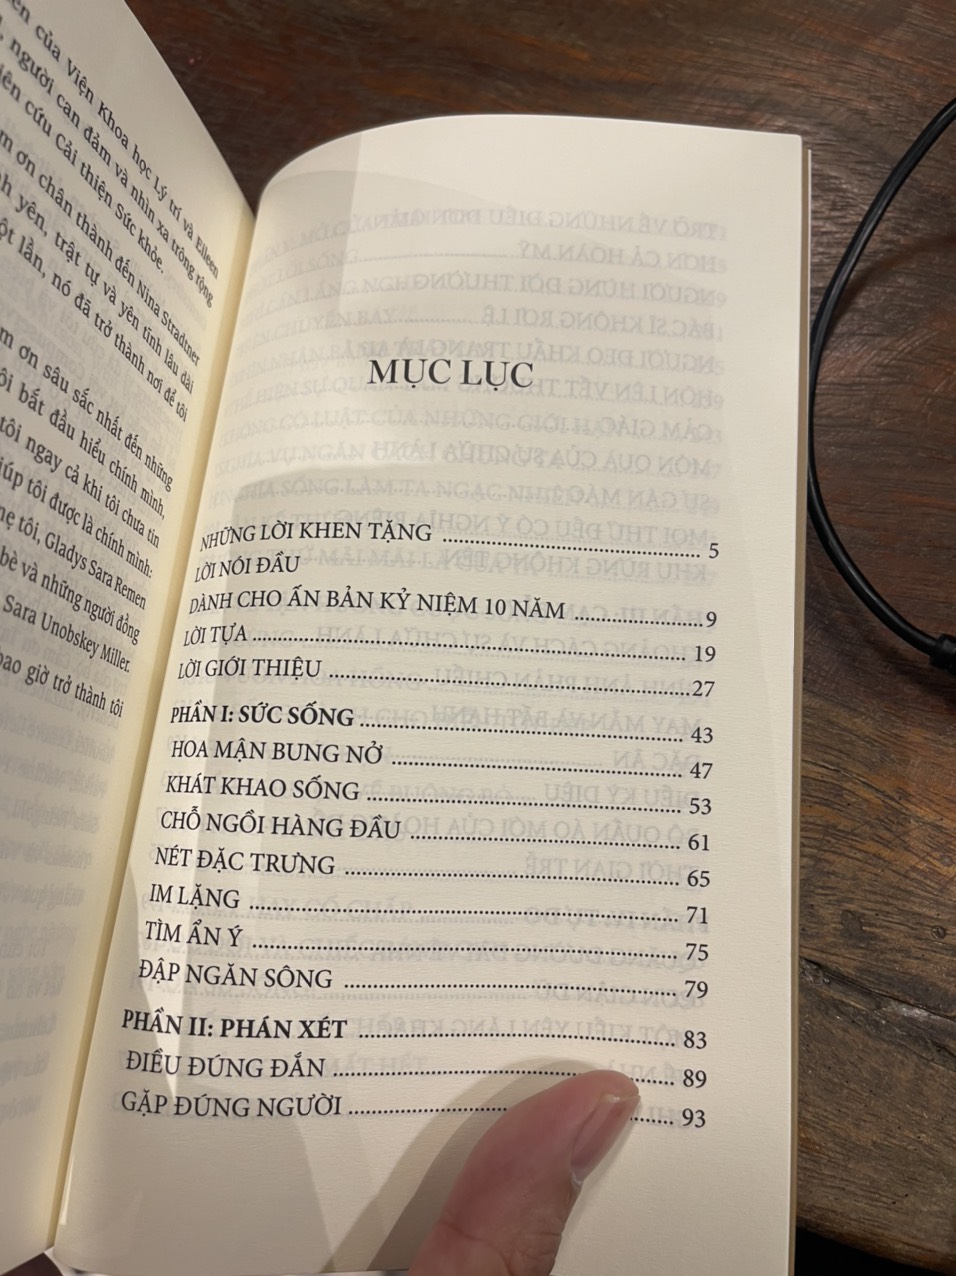 ên của Viện Khoa học Lý trí và Eileen
, người can đảm và nhìn xa trông rộng
iên cứu Cải thiện Sức khỏe.
m ơn chân thành đến Nina Stradtner
h yên, trật tự và yên tĩnh lâu dài
ột lần, nó đã trở thành nơi để tôi
m ơn sâu sắc nhất đến những
ôi bắt đầu hiểu chính mình,
tôi ngay cả khi tôi chưa tin
giúp tôi được là chính mình:
mẹ tôi, Gladys Sara Remen
bè và những người đồng
Sara Unobskey Miller.
bao giờ trở thành tôi
MỤC LỤC
NHỮNG LỜI KHEN TẶNG 5
LỜI NÓI ĐẦU
DÀNH CHO ẤN BẢN KỶ NIỆM 10 NĂM 9
LỜI TỰA 19
LỜI GIỚI THIỆU 27
PHẦN I: SỨC SỐNG 43
HOA MẬN BUNG NỞ 47
KHÁT KHAO SỐNG 53
CHỖ NGỒI HÀNG ĐẦU 61
NÉT ĐẶC TRƯNG 65
IM LẶNG 71
TÌM ẨN Ý 75
ĐẬP NGĂN SÔNG 79
PHẦN II: PHÁN XÉT 83
ĐIỀU ĐÚNG ĐẮN 89
GẶP ĐÚNG NGƯỜI 93